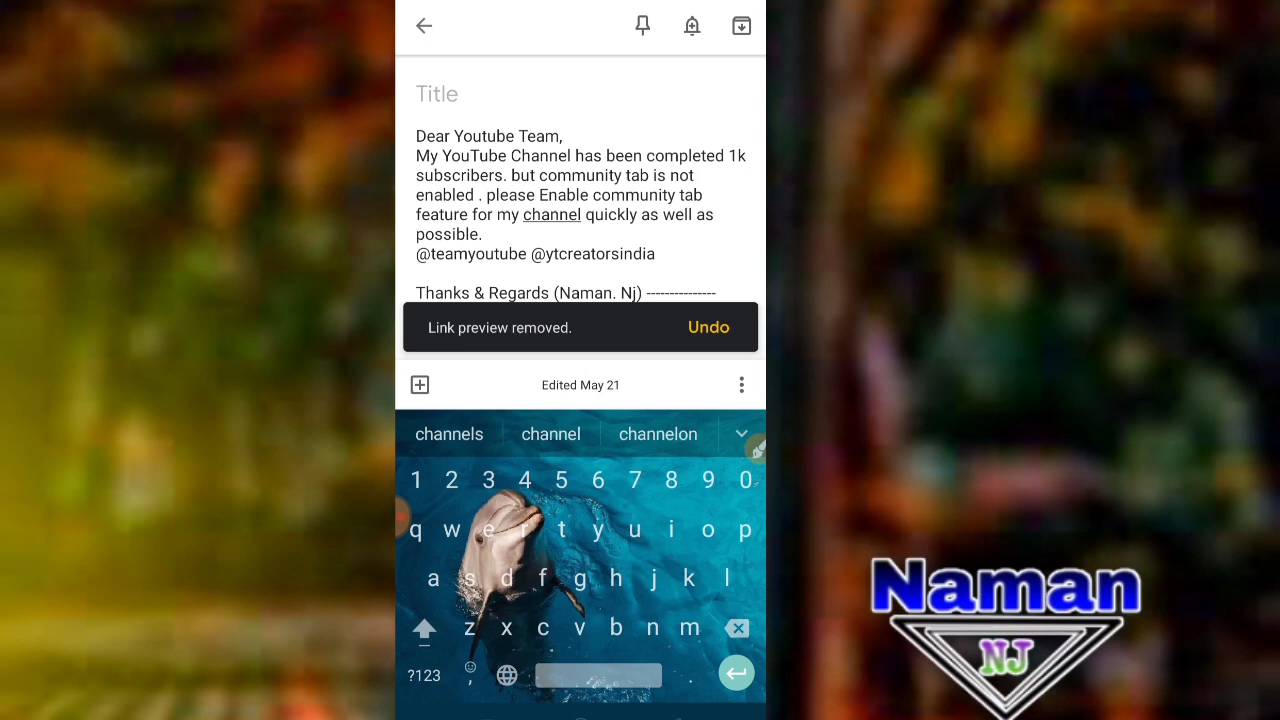 Title
Dear Youtube Team,
My YouTube Channel has been completed 1k
subscribers. but community tab is not
enabled . please Enable community tab
feature for my channel quickly as well as
possible.
@teamyoutube @ytcreatorsindia
Thanks & Regards (Naman. Nj) ---------------
Link preview removed. Undo
Edited May 21
channels channel channelon
1 2 3 4 5 6 7 8 9 0
q w e r t y u i o p
a s d f g h j k l
z x c v b n m
?123 , .
Naman
NJ